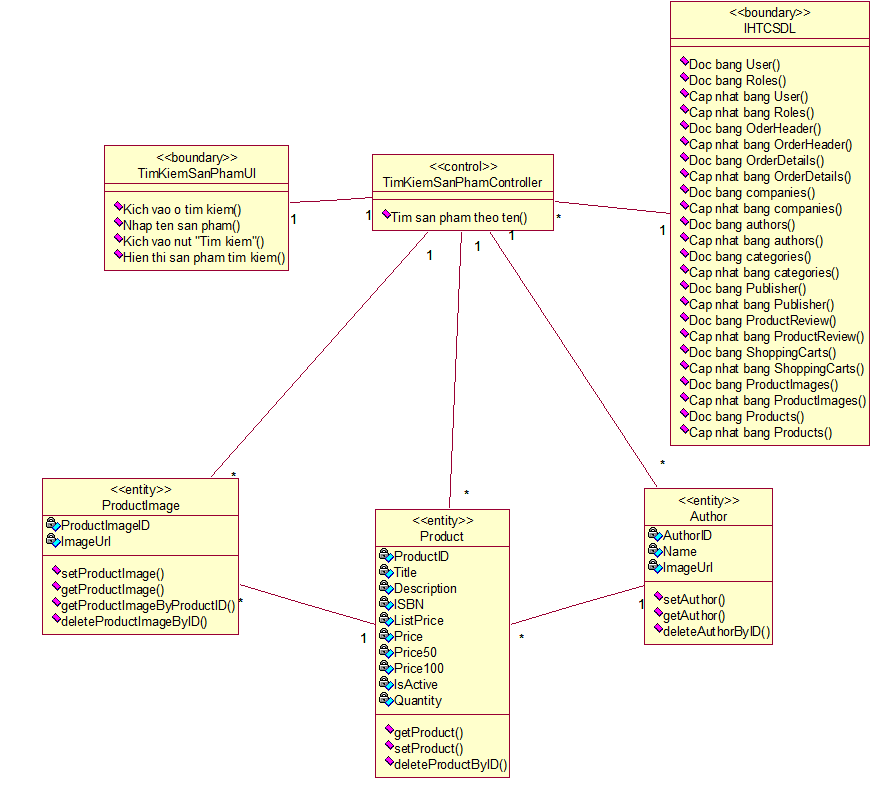 <<boundary>>
IHTCSDL
Doc bang User()
Doc bang Roles()
Cap nhat bang User()
Cap nhat bang Roles()
Doc bang OderHeader()
Cap nhat bang OrderHeader()
Doc bang OrderDetails()
Cap nhat bang OrderDetails()
Doc bang companies()
Cap nhat bang companies()
Doc bang authors()
Cap nhat bang authors()
Doc bang categories()
Cap nhat bang categories()
Doc bang Publisher()
Cap nhat bang Publisher()
Doc bang ProductReview()
Cap nhat bang ProductReview()
Doc bang ShoppingCarts()
Cap nhat bang ShoppingCarts()
Doc bang ProductImages()
Cap nhat bang ProductImages()
Doc bang Products()
Cap nhat bang Products()
<<boundary>>
TimKiemSanPhamUI
Kich vao o tim kiem()
Nhap ten san pham()
Kich vao nut "Tim kiem"()
Hien thi san pham tim kiem()
1
1
<<control>>
TimKiemSanPhamController
Tim san pham theo ten()
*
1
1
1
1
*
*
*
<<entity>>
ProductImage
ProductImageID
ImageUrl
setProductImage()
getProductImage()
getProductImageByProductID()
deleteProductImageByID()
*
1
<<entity>>
Product
ProductID
Title
Description
ISBN
ListPrice
Price
Price50
Price100
IsActive
Quantity
getProduct()
setProduct()
deleteProductByID()
*
1
<<entity>>
Author
AuthorID
Name
ImageUrl
setAuthor()
getAuthor()
deleteAuthorByID()